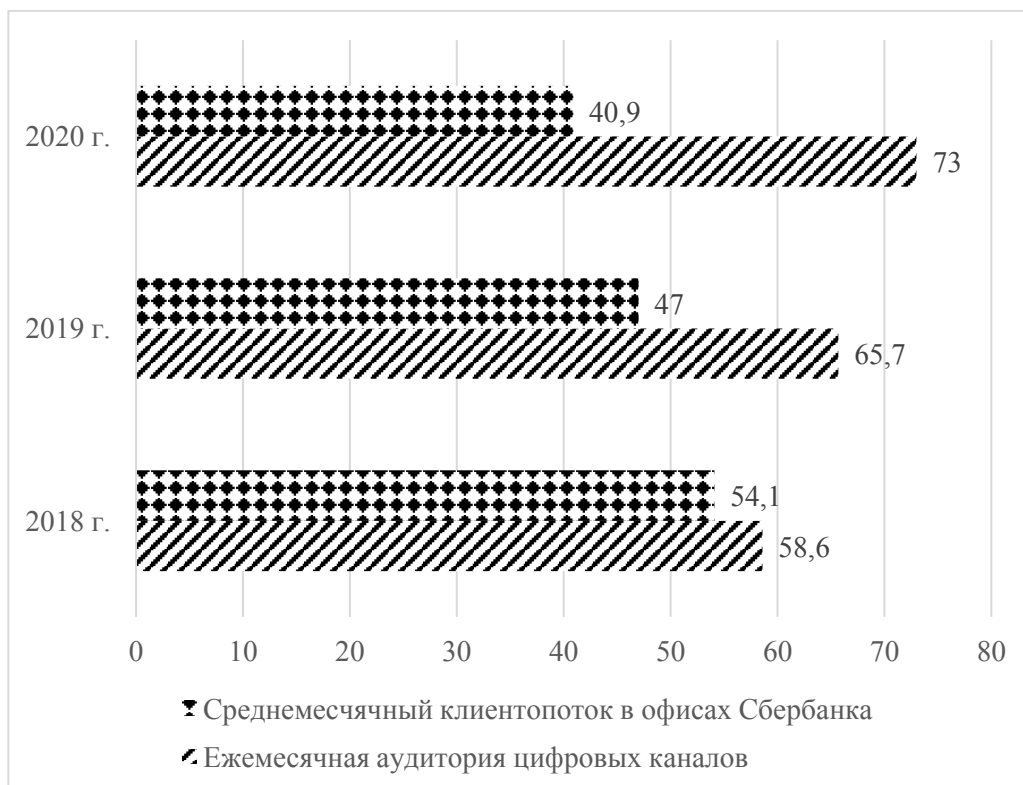 2020 г.
40,9
73
2019 г.
47
65,7
2018 г.
54,1
58,6
0 10 20 30 40 50 60 70 80
Среднемесчячный клиентопоток в офисах Сбербанка
Ежемесячная аудитория цифровых каналов